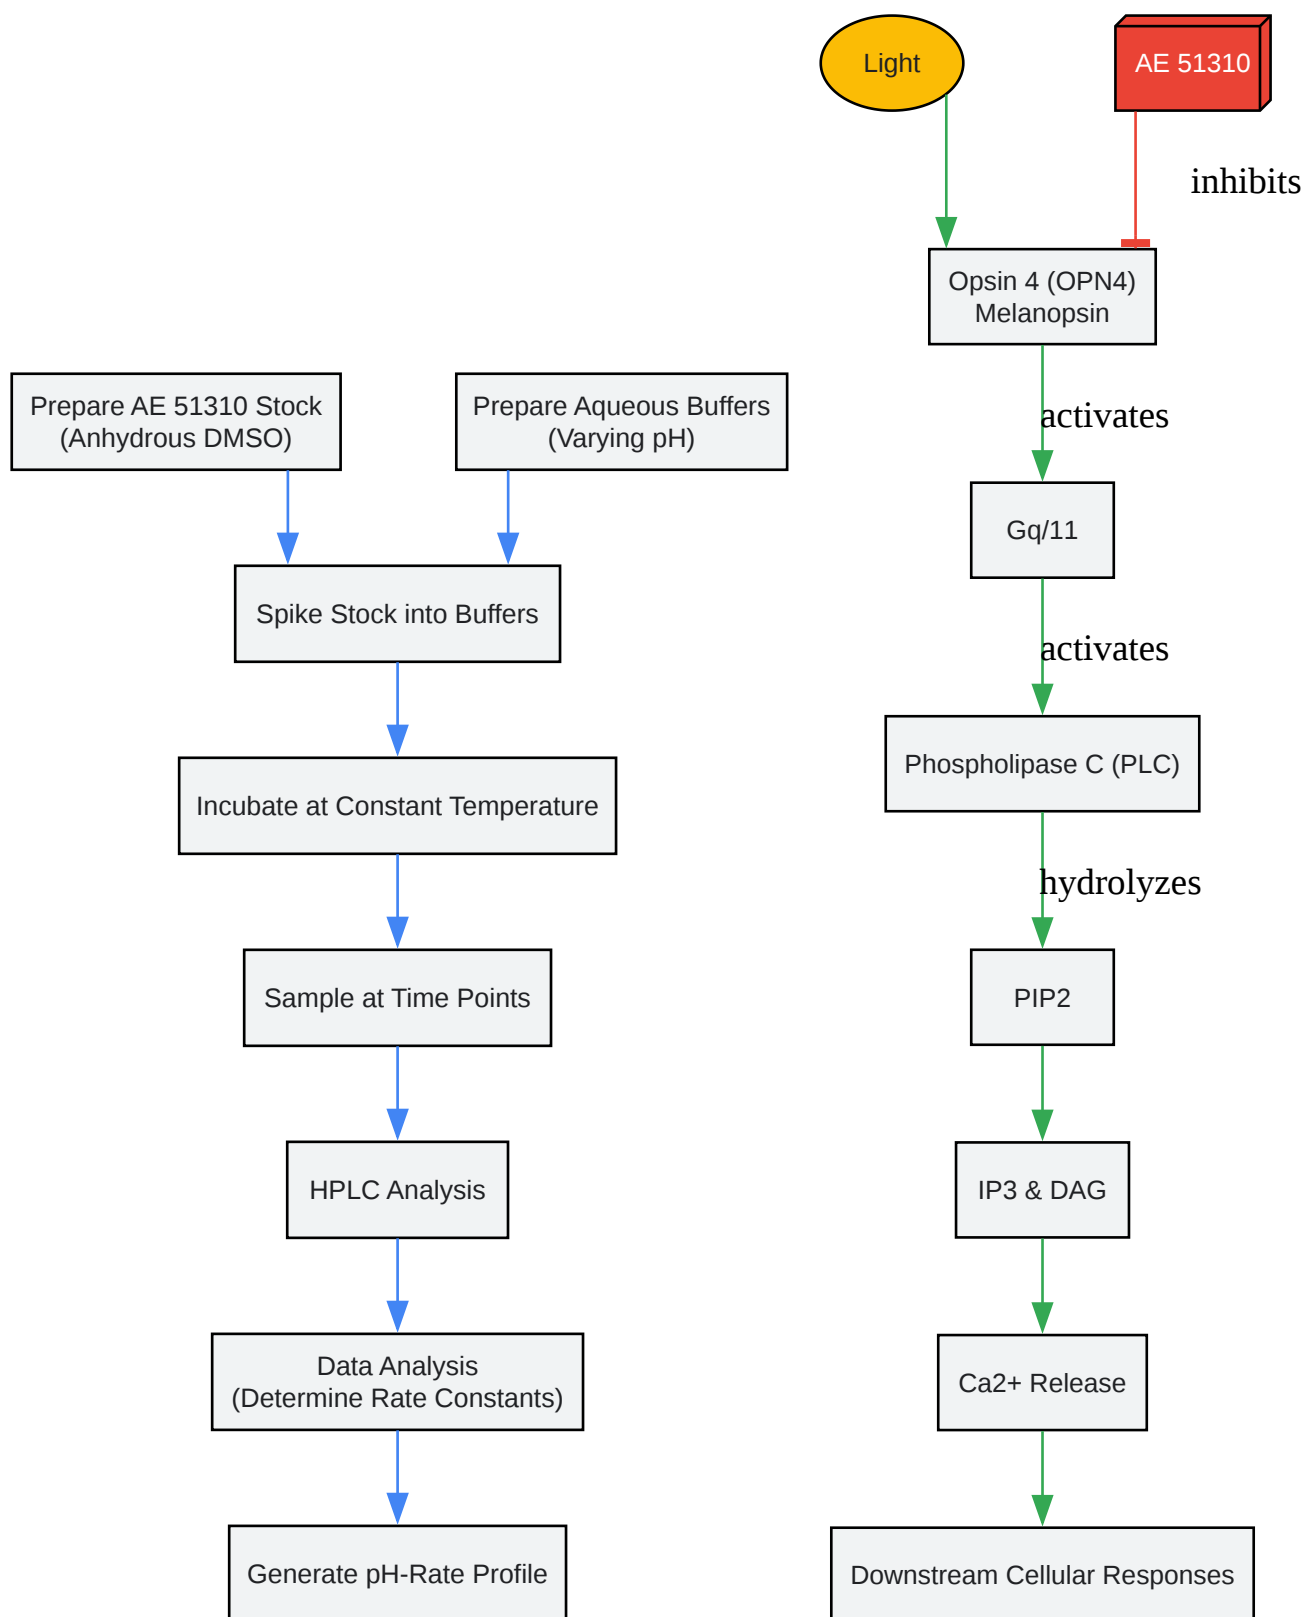 Light
AE 51310
inhibits
Opsin 4 (OPN4)
Melanopsin
activates
Gq/11
activates
Phospholipase C (PLC)
hydrolyzes
PIP2
IP3 & DAG
Ca2+ Release
Downstream Cellular Responses
Prepare AE 51310 Stock
(Anhydrous DMSO)
Prepare Aqueous Buffers
(Varying pH)
Spike Stock into Buffers
Incubate at Constant Temperature
Sample at Time Points
HPLC Analysis
Data Analysis
(Determine Rate Constants)
Generate pH-Rate Profile